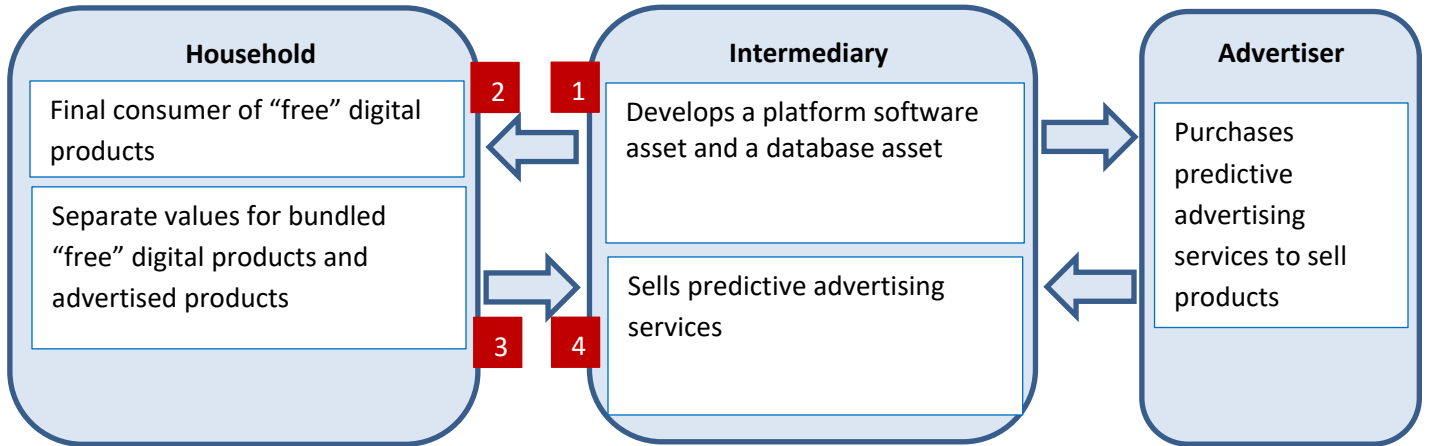 Household
Final consumer of “free” digital
products
Separate values for bundled
“free” digital products and
advertised products
2
3
1
4
Intermediary
Develops a platform software
asset and a database asset
Sells predictive advertising
services
Advertiser
Purchases
predictive
advertising
services to sell
products